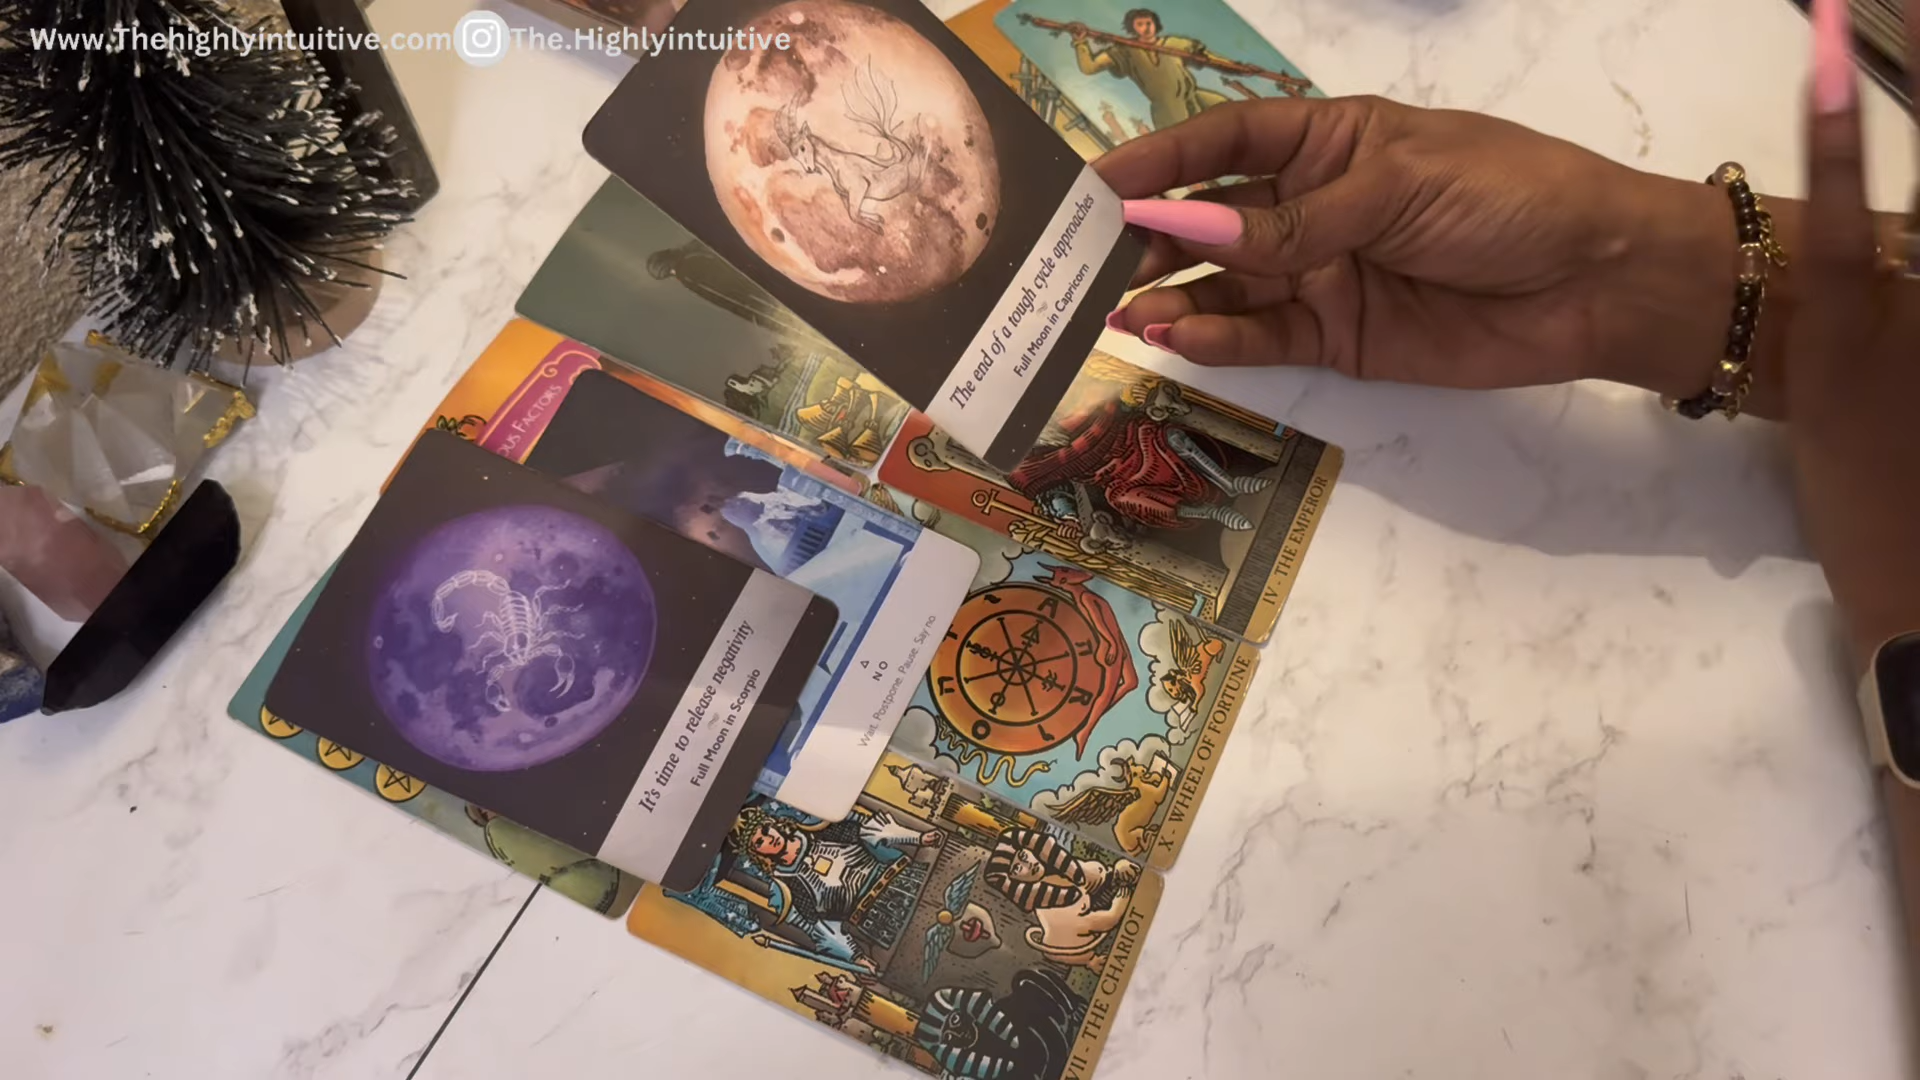 Www.Thehighlyintuitive.com
The.Highlyintuitive
The end of a tough cycle approaches
Full Moon in Capricorn
IV - THE EMPEROR
FACTORS
It's time to release negativity
Full Moon in Scorpio
NO
Wait. Postpone. Pause. Say no.
X - WHEEL OF FORTUNE
VII - THE CHARIOT